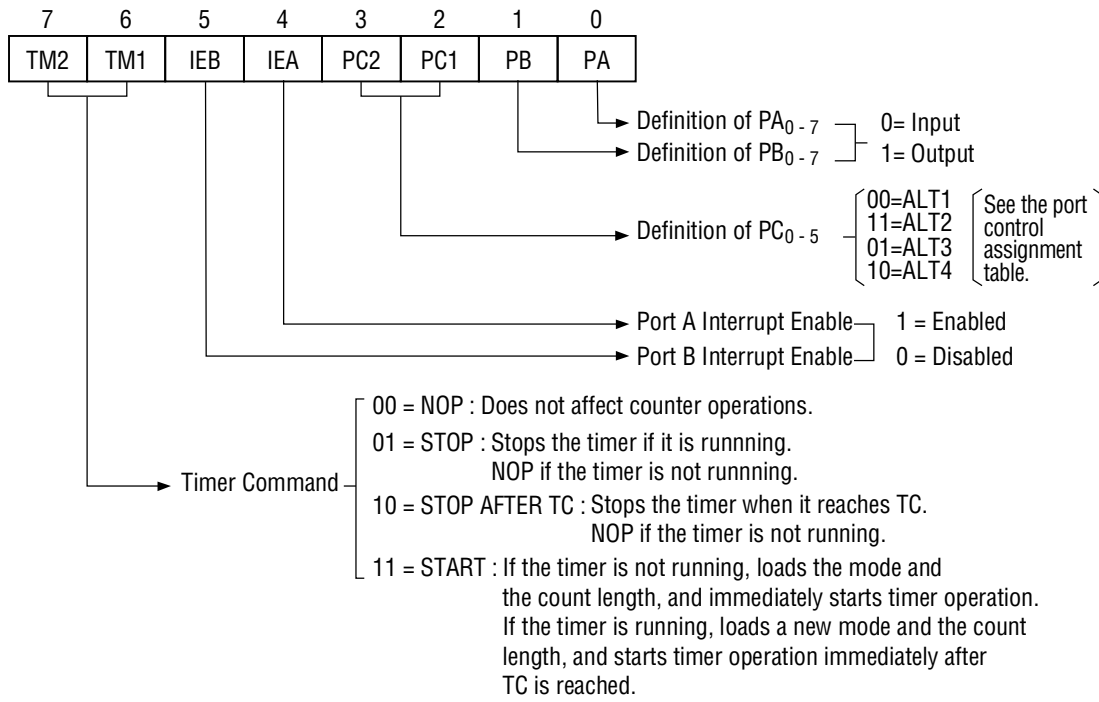 7 6 5 4 3 2 1 0
TM2 TM1 IEB IEA PC2 PC1 PB PA
Definition of PA0 - 7
0= Input
Definition of PB0 - 7
1= Output
Definition of PC0 - 5
00=ALT1
11=ALT2
01=ALT3
10=ALT4
See the port
control
assignment
table.
Port A Interrupt Enable
1 = Enabled
Port B Interrupt Enable
0 = Disabled
Timer Command
00 = NOP : Does not affect counter operations.
01 = STOP : Stops the timer if it is runnning.
NOP if the timer is not runnning.
10 = STOP AFTER TC : Stops the timer when it reaches TC.
NOP if the timer is not running.
11 = START : If the timer is not running, loads the mode and
the count length, and immediately starts timer operation.
If the timer is running, loads a new mode and the count
length, and starts timer operation immediately after
TC is reached.